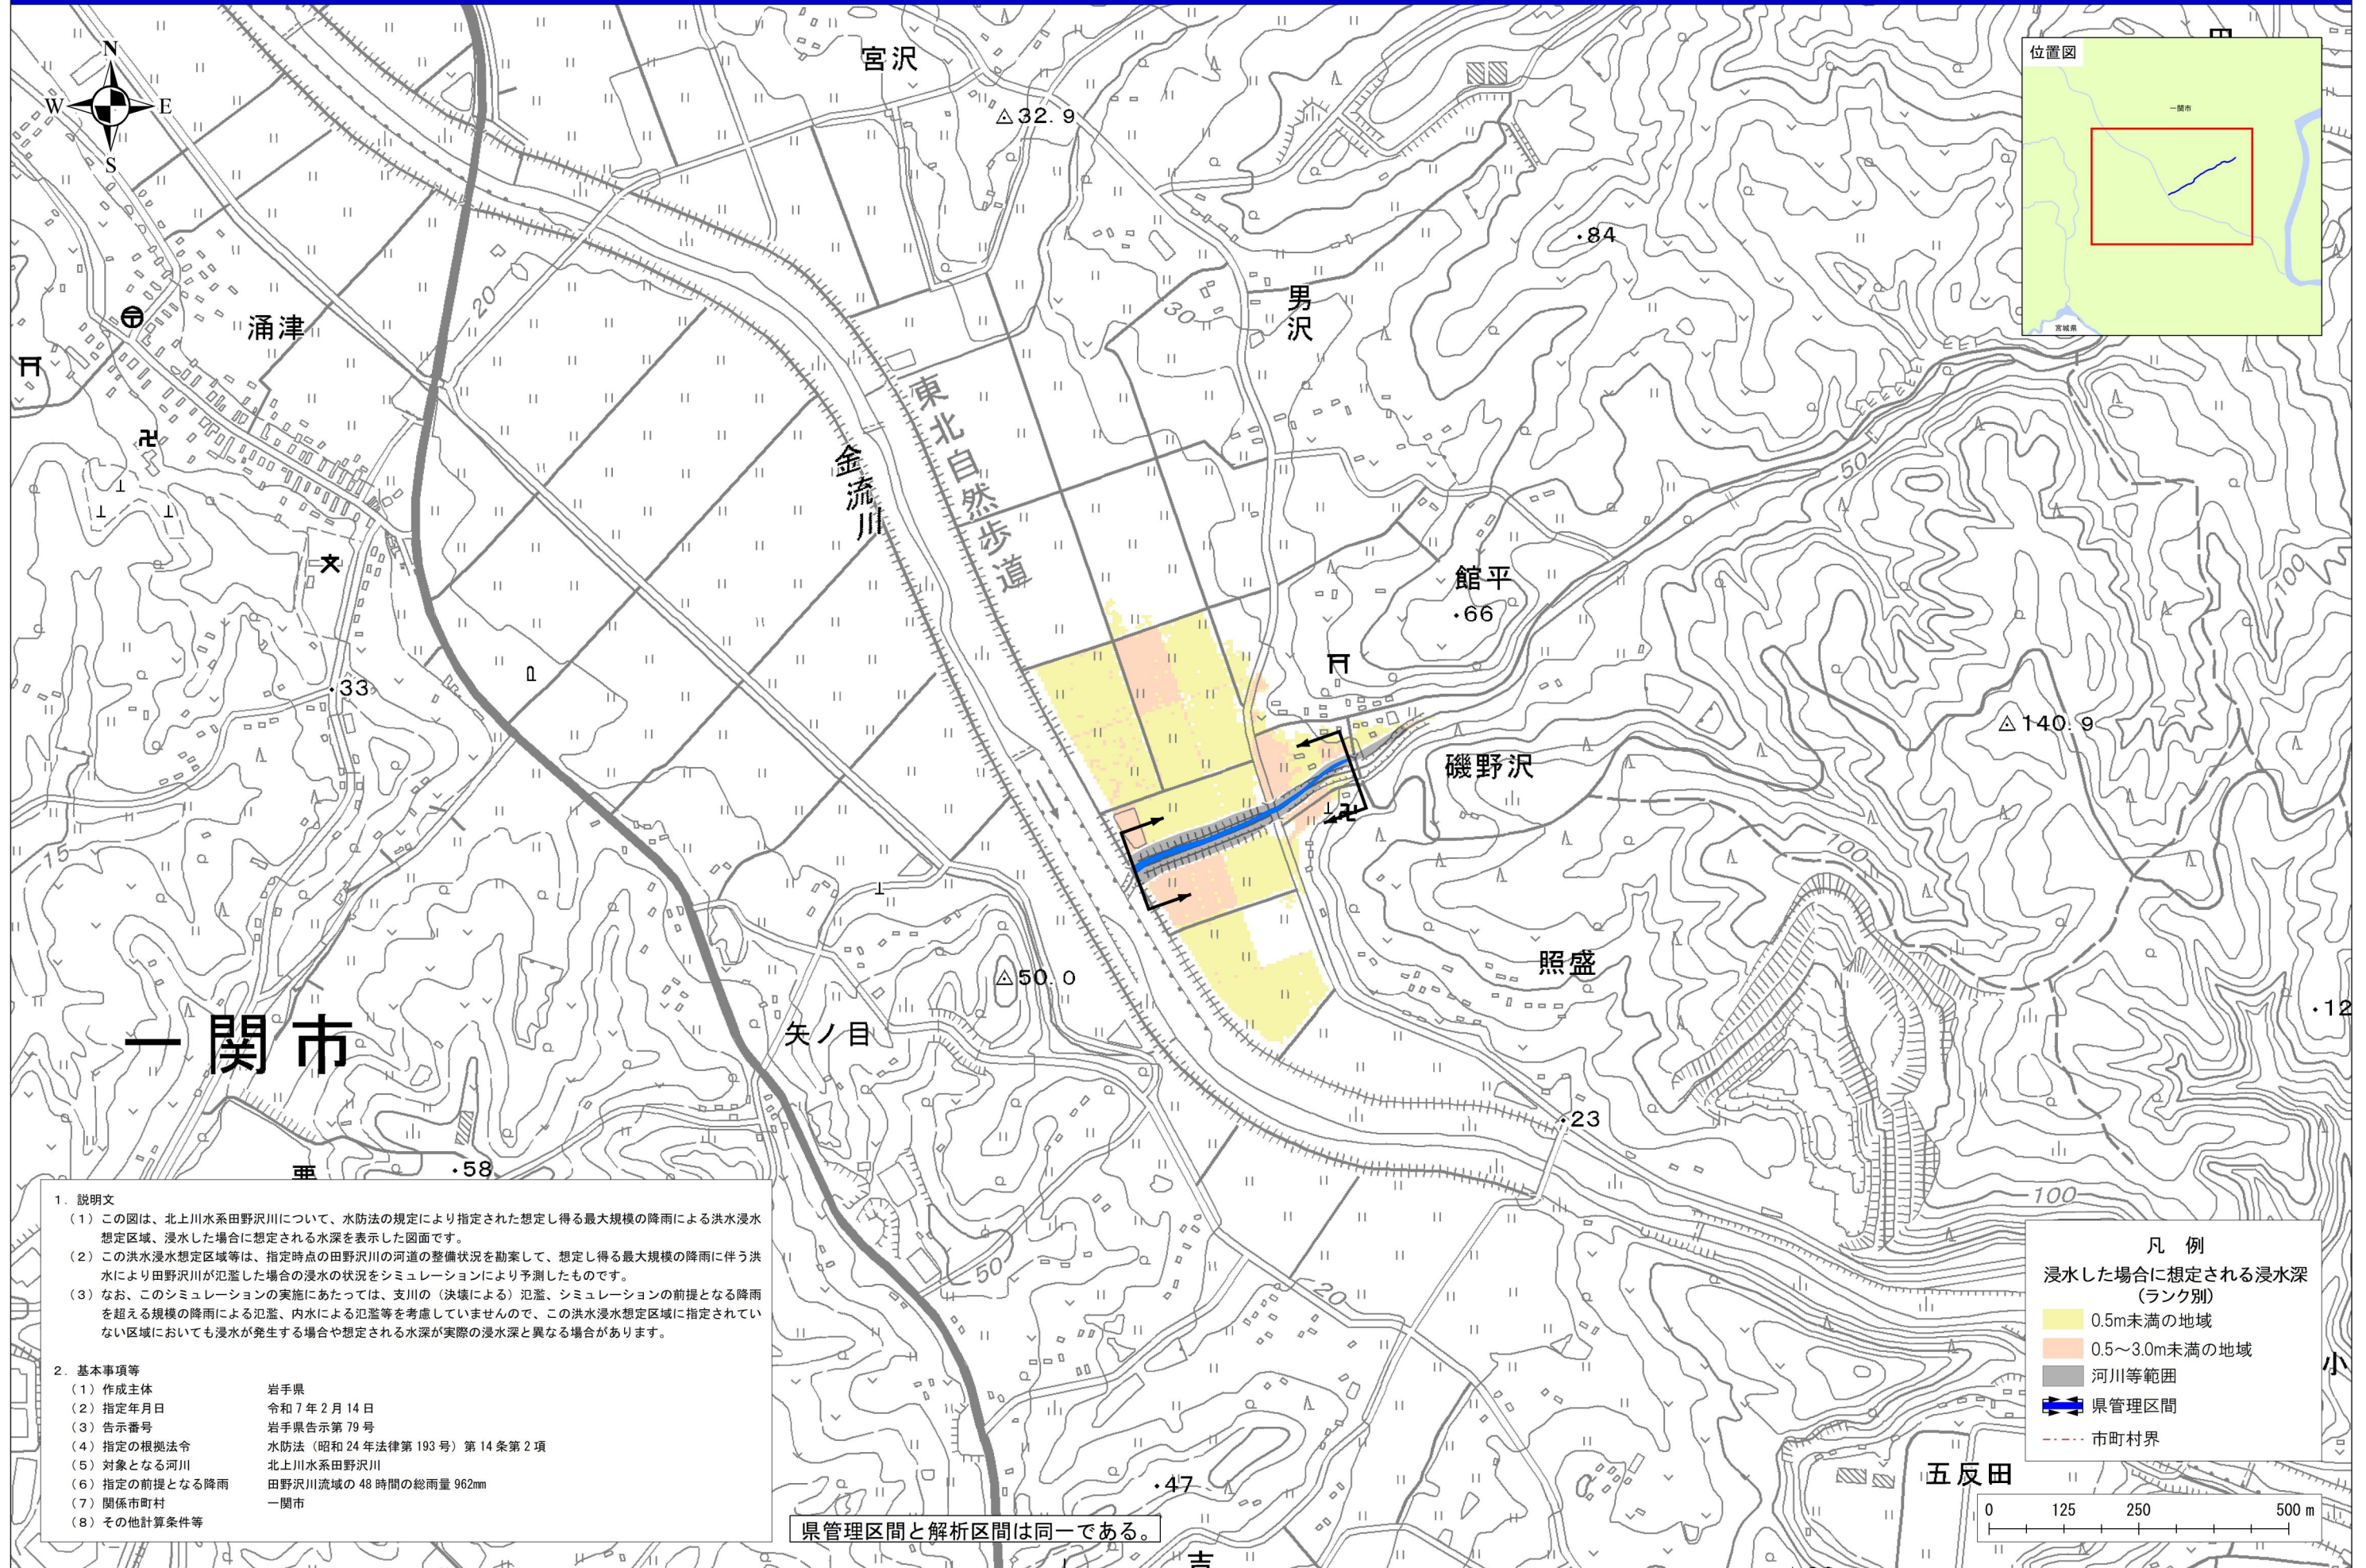 N
W
E
S
宮沢
32.9
位置図
一関市
宮城県
84
20
30
男沢
涌津
東北自然歩道
金流川
50
館平
66
33
100
140.9
磯野沢
100
15
照盛
50.0
矢ノ目
12
一関市
23
58
100
50
20
小
47
五反田
1. 説明文
（1）この図は、北上川水系田野沢川について、水防法の規定により指定された想定し得る最大規模の降雨による洪水浸水
想定区域、浸水した場合に想定される水深を表示した図面です。
（2）この洪水浸水想定区域等は、指定時点の田野沢川の河道の整備状況を勘案して、想定し得る最大規模の降雨に伴う洪
水により田野沢川が氾濫した場合の浸水の状況をシミュレーションにより予測したものです。
（3）なお、このシミュレーションの実施にあたっては、支川の（決壊による）氾濫、シミュレーションの前提となる降雨
を超える規模の降雨による氾濫、内水による氾濫等を考慮していませんので、この洪水浸水想定区域に指定されてい
ない区域においても浸水が発生する場合や想定される水深が実際の浸水深と異なる場合があります。
2. 基本事項等
（1）作成主体 岩手県
（2）指定年月日 令和7年2月14日
（3）告示番号 岩手県告示第79号
（4）指定の根拠法令 水防法（昭和24年法律第193号）第14条第2項
（5）対象となる河川 北上川水系田野沢川
（6）指定の前提となる降雨 田野沢川流域の48時間の総雨量962mm
（7）関係市町村 一関市
（8）その他計算条件等
県管理区間と解析区間は同一である。
凡 例
浸水した場合に想定される浸水深
（ランク別）
0.5m未満の地域
0.5～3.0m未満の地域
河川等範囲
県管理区間
市町村界
0 125 250 500 m